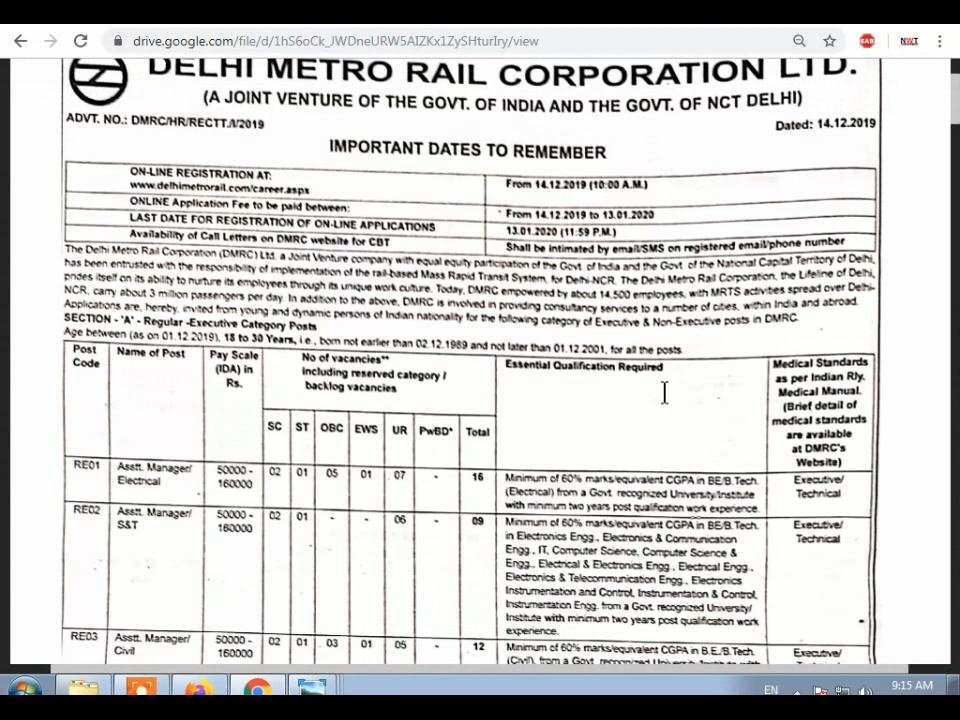 drive.google.com/file/d/1hS6oCk_JWDneURW5AIZKx1ZySHturIry/view
DELHI METRO RAIL CORPORATION LTD.
(A JOINT VENTURE OF THE GOVT. OF INDIA AND THE GOVT. OF NCT DELHI)
ADVT. NO.: DMRC/HR/RECTT./I/2019
Dated: 14.12.2019
IMPORTANT DATES TO REMEMBER
ON-LINE REGISTRATION AT:
www.delhimetrorail.com/career.aspx
From 14.12.2019 (10:00 A.M.)
ONLINE Application Fee to be paid between:
From 14.12.2019 to 13.01.2020
LAST DATE FOR REGISTRATION OF ON-LINE APPLICATIONS
13.01.2020 (11:59 P.M.)
Availability of Call Letters on DMRC website for CBT
Shall be intimated by email/SMS on registered email/phone number
The Delhi Metro Rail Corporation (DMRC) Ltd., a Joint Venture company with equal equity participation of the Govt. of India and the Govt. of the National Capital Territory of Delhi,
has been entrusted with the responsibility of implementation of the rail-based Mass Rapid Transit System, for Delhi-NCR. The Delhi Metro Rail Corporation, the Lifeline of Delhi,
prides itself on its ability to nurture its employees through its unique work culture. Today, DMRC empowered by about 14,500 employees, with MRTS activities spread over Delhi-
NCR, carry about 3 million passengers per day. In addition to the above, DMRC is involved in providing consultancy services to a number of cities, within India and abroad.
Applications are, hereby, invited from young and dynamic persons of Indian nationality for the following category of Executive & Non-Executive posts in DMRC.
SECTION - 'A' - Regular -Executive Category Posts
Age between (as on 01.12.2019), 18 to 30 Years, i.e., born not earlier than 02.12.1989 and not later than 01.12.2001, for all the posts.
Post Code
Name of Post
Pay Scale (IDA) in Rs.
No of vacancies** including reserved category / backlog vacancies
Essential Qualification Required
Medical Standards as per Indian Rly. Medical Manual. (Brief detail of medical standards are available at DMRC's Website)
SC ST OBC EWS UR PwBD* Total
RE01 Asstt. Manager/ Electrical 50000 - 160000 02 01 05 01 07 - 16
Minimum of 60% marks/equivalent CGPA in BE/B.Tech.
(Electrical) from a Govt. recognized University/Institute
with minimum two years post qualification work experience.
Executive/ Technical
RE02 Asstt. Manager/ S&T 50000 - 160000 02 01 - - 06 - 09
Minimum of 60% marks/equivalent CGPA in BE/B.Tech.
in Electronics Engg., Electronics & Communication
Engg., IT, Computer Science, Computer Science &
Engg., Electrical & Electronics Engg., Electrical Engg.,
Electronics & Telecommunication Engg., Electronics
Instrumentation and Control, Instrumentation & Control,
Instrumentation Engg. from a Govt. recognized University/
Institute with minimum two years post qualification work
experience.
Executive/ Technical
RE03 Asstt. Manager/ Civil 50000 - 160000 02 01 03 01 05 - 12
Minimum of 60% marks/equivalent CGPA in B.E./B.Tech.
(Civil), from a Govt. recognized University/Institute with
Executive/
EN
9:15 AM